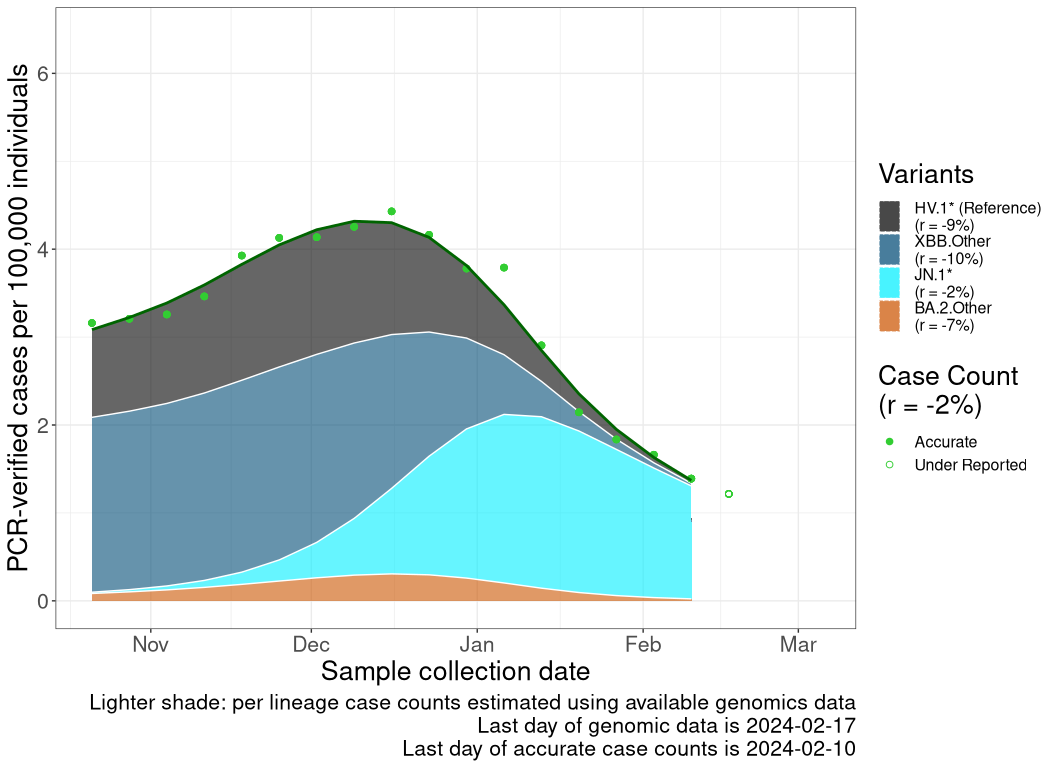 PCR-verified cases per 100,000 individuals
6
4
2
0
Nov Dec Jan Feb Mar
Sample collection date
Lighter shade: per lineage case counts estimated using available genomics data
Last day of genomic data is 2024-02-17
Last day of accurate case counts is 2024-02-10
Variants
HV.1* (Reference)
(r = -9%)
XBB.Other
(r = -10%)
JN.1*
(r = -2%)
BA.2.Other
(r = -7%)
Case Count
(r = -2%)
Accurate
Under Reported